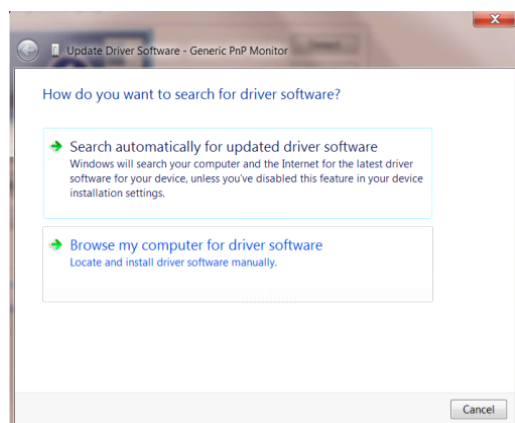 Update Driver Software - Generic PnP Monitor
How do you want to search for driver software?
Search automatically for updated driver software
Windows will search your computer and the Internet for the latest driver
software for your device, unless you've disabled this feature in your device
installation settings.
Browse my computer for driver software
Locate and install driver software manually.
Cancel